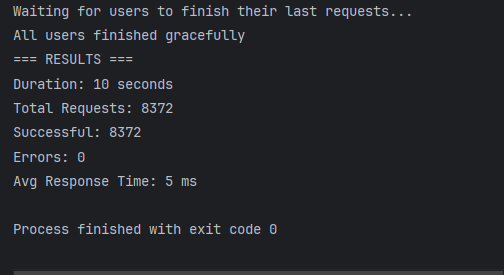 Waiting for users to finish their last requests...
All users finished gracefully
=== RESULTS ===
Duration: 10 seconds
Total Requests: 8372
Successful: 8372
Errors: 0
Avg Response Time: 5 ms
Process finished with exit code 0